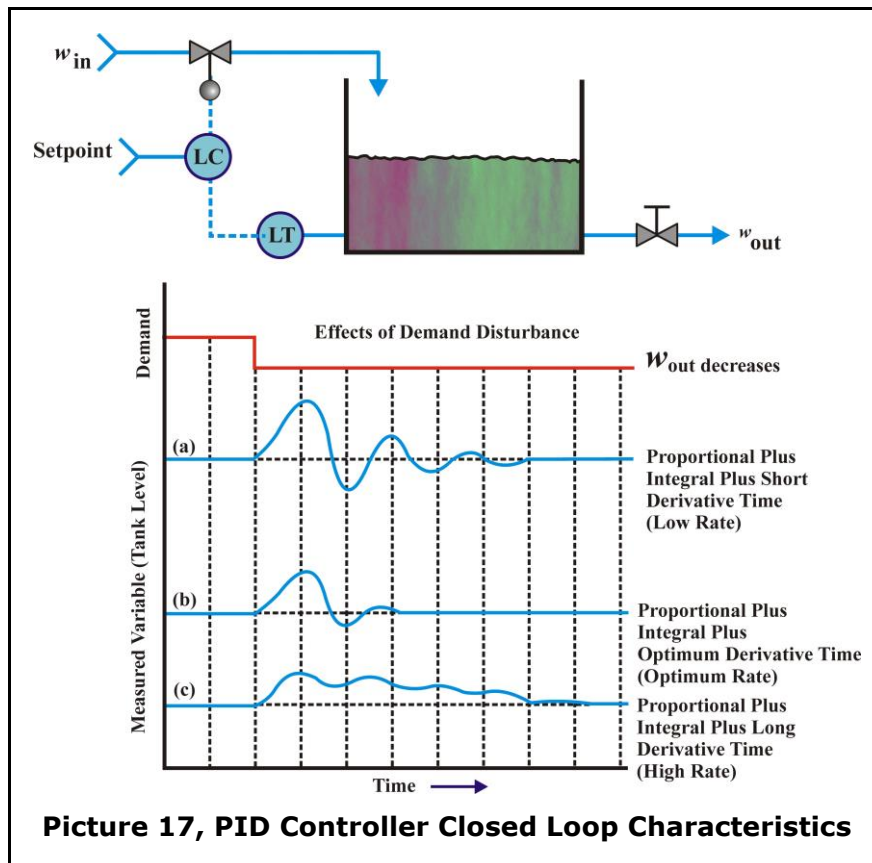 w in
Setpoint
LC
LT
w out
Effects of Demand Disturbance
Demand
w out decreases
Measured Variable (Tank Level)
(a)
Proportional Plus
Integral Plus Short
Derivative Time
(Low Rate)
(b)
Proportional Plus
Integral Plus
Optimum Derivative Time
(Optimum Rate)
(c)
Proportional Plus
Integral Plus Long
Derivative Time
(High Rate)
Time
Picture 17, PID Controller Closed Loop Characteristics